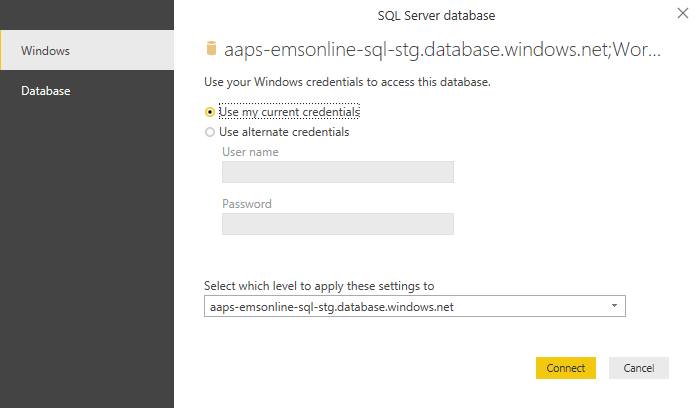 SQL Server database
Windows
Database
aaps-emsonline-sql-stg.database.windows.net;Wor...
Use your Windows credentials to access this database.
Use my current credentials
Use alternate credentials
User name
Password
Select which level to apply these settings to
aaps-emsonline-sql-stg.database.windows.net
Connect
Cancel